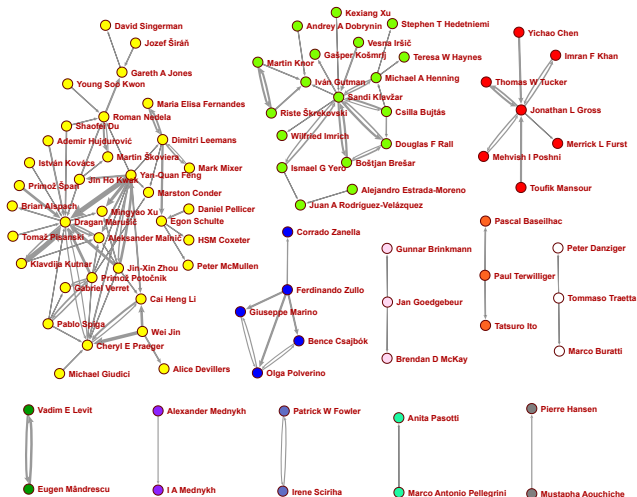 David Singerman
Jozef Širáň
Gareth A Jones
Young Soo Kwon
Maria Elisa Fernandes
Roman Nedela
Shaofei Du
Ademir Hujdurović
Dimitri Leemans
István Kovács
Martin Škoviera
Mark Mixer
Primož Šparl
Jin Ho Kwak
Yan-Quan Feng
Marston Conder
Brian Alspach
Mingyao Xu
Daniel Pellicer
Dragan Marušič
Egon Schulte
Tomaž Pisanski
Aleksander Malnič
HSM Coxeter
Klavdija Kutnar
Jin-Xin Zhou
Peter McMullen
Primož Potočnik
Gabriel Verret
Cai Heng Li
Pablo Spiga
Wei Jin
Cheryl E Praeger
Michael Giudici
Alice Devillers
Kexiang Xu
Andrey A Dobrynin
Stephen T Hedetniemi
Vesna Iršič
Gašper Košmrlj
Teresa W Haynes
Martin Knor
Iván Gutman
Michael A Henning
Sandi Klavžar
Riste Škrekovski
Csilla Bujtás
Wilfried Imrich
Douglas F Rall
Ismael G Yero
Boštjan Brešar
Alejandro Estrada-Moreno
Juan A Rodríguez-Velázquez
Yichao Chen
Imran F Khan
Thomas W Tucker
Jonathan L Gross
Merrick L Furst
Mehvish I Poshni
Toufik Mansour
Corrado Zanella
Ferdinando Zullo
Giuseppe Marino
Bence Csajbók
Olga Polverino
Gunnar Brinkmann
Jan Goedgebeur
Brendan D McKay
Pascal Baseilhac
Paul Terwilliger
Tatsuro Ito
Peter Danziger
Tommaso Traetta
Marco Buratti
Vadim E Levit
Eugen Mândrescu
Alexander Mednykh
I A Mednykh
Patrick W Fowler
Irene Sciriha
Anita Pasotti
Marco Antonio Pellegrini
Pierre Hansen
Mustapha Aouchiche